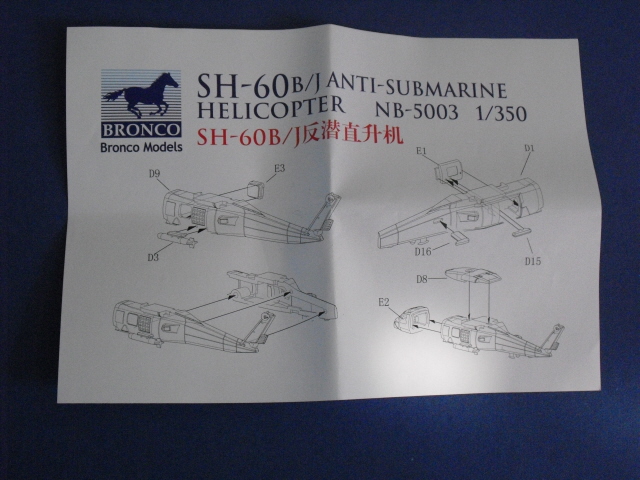 SH-60B/J ANTI-SUBMARINE
HELICOPTER NB-5003 1/350
SH-60B/J反潜直升机
BRONCO
Bronco Models
D9
E3
D3
E1
D1
D16
D15
D8
E2